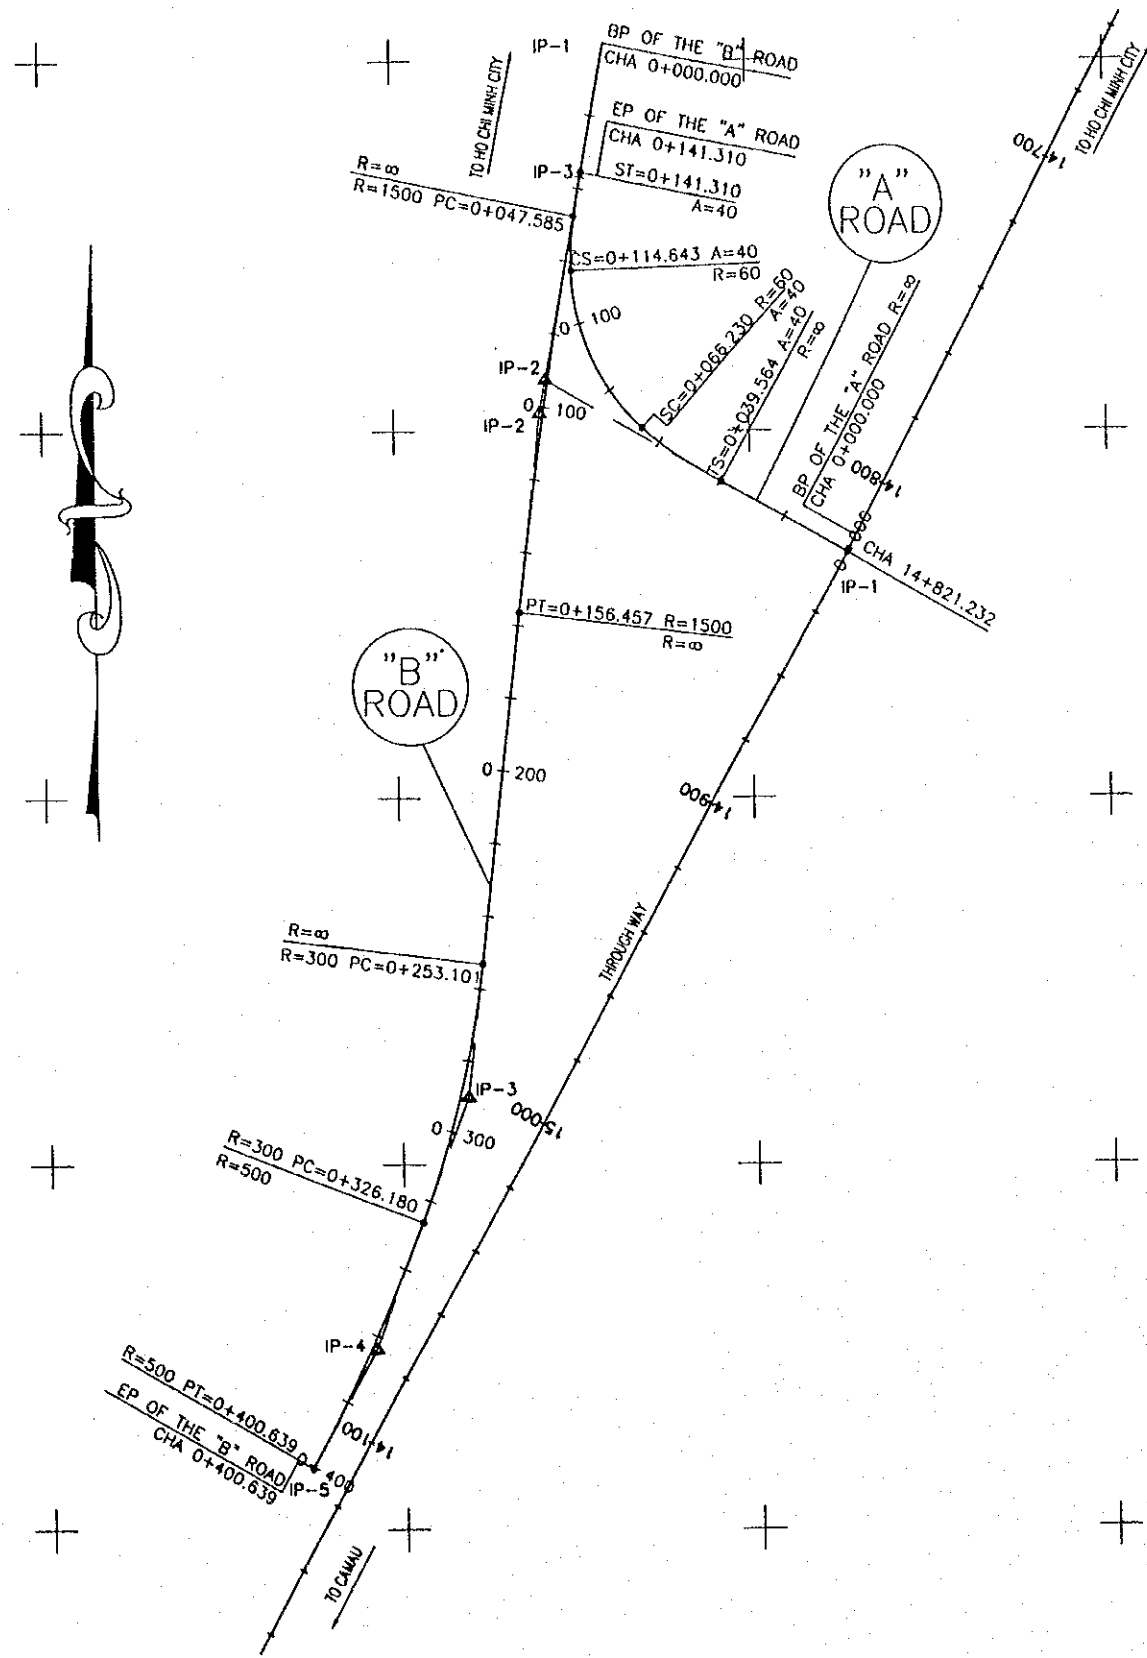 IP-1
BP OF THE "B" ROAD
CHA 0+000.000
TO HO CHI MINH CITY
TO HO CHI MINH CITY
EP OF THE "A" ROAD
CHA 0+141.310
IP-3
ST=0+141.310
A=40
R=∞
R=1500 PC=0+047.585
14-700
"A"
ROAD
CS=0+114.643 A=40
R=60
0 100
SC=0+066.230 R=60
A=40
TS=0+039.564 A=40
R=∞
BP OF THE "A" ROAD R=∞
CHA 0+000.000
IP-2
0 100
IP-2
14-800
CHA 14+821.232
IP-1
PT=0+156.457 R=1500
R=∞
"B"
ROAD
0 200
14-900
THROUGH WAY
R=∞
R=300 PC=0+253.101
IP-3
0 300
15-000
R=300 PC=0+326.180
R=500
IP-4
R=500 PT=0+400.639
EP OF THE "B" ROAD
CHA 0+400.639
0 400
IP-5
14-100
TO CAMAU